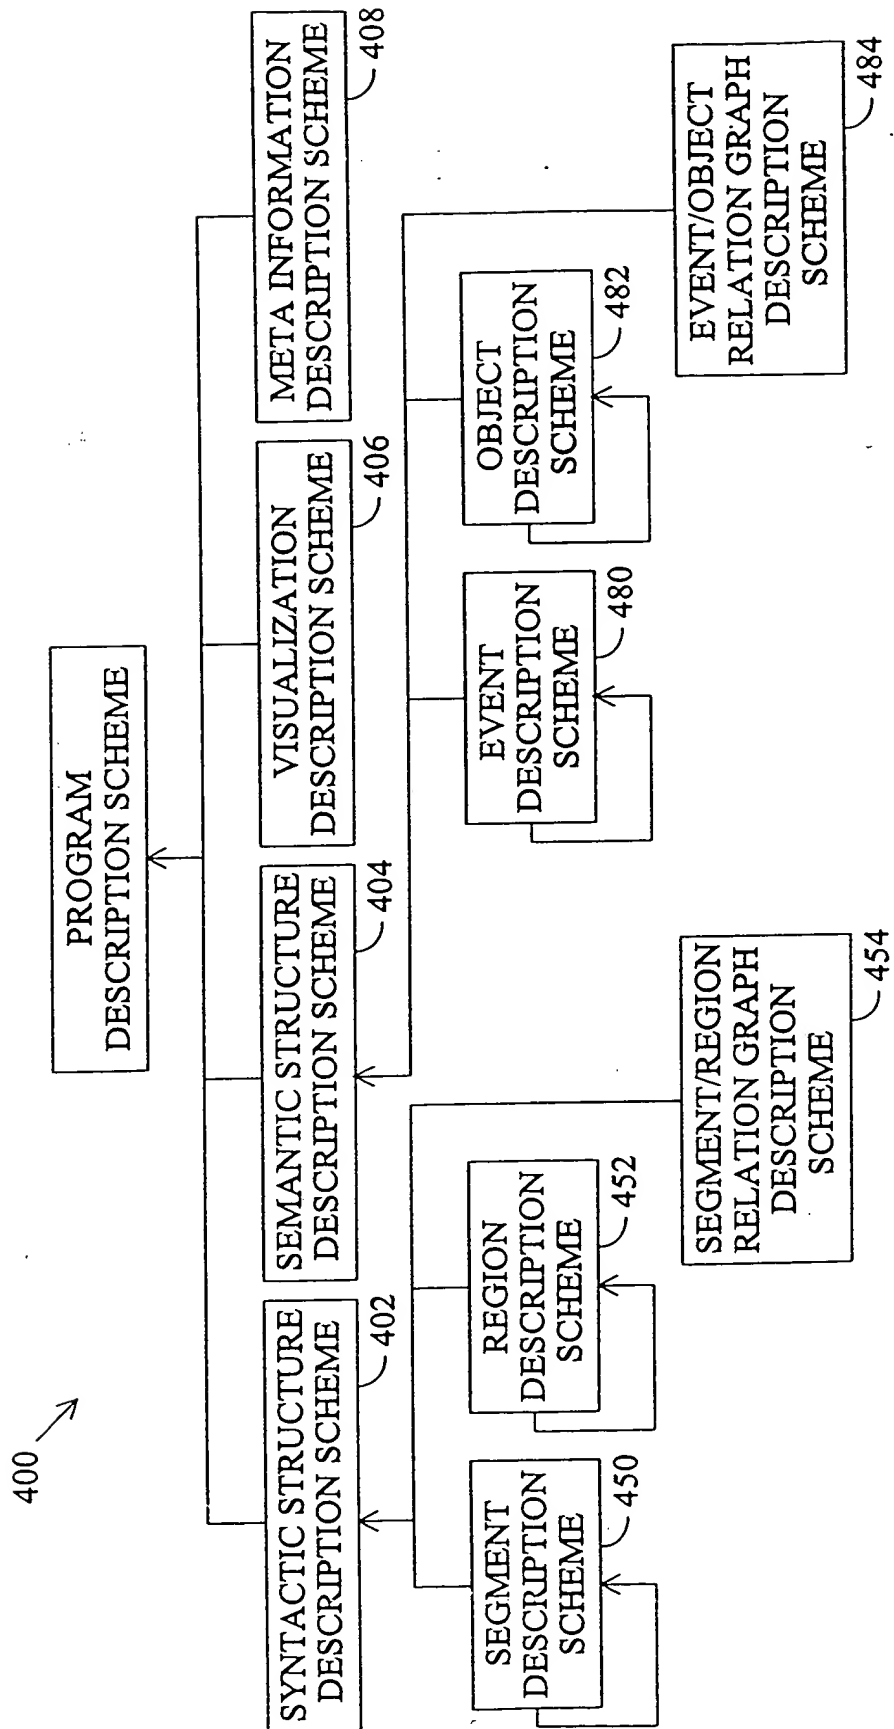 400
PROGRAM
DESCRIPTION SCHEME
SYNTACTIC STRUCTURE
DESCRIPTION SCHEME
402
SEMANTIC STRUCTURE
DESCRIPTION SCHEME
404
VISUALIZATION
DESCRIPTION SCHEME
406
META INFORMATION
DESCRIPTION SCHEME
408
SEGMENT
DESCRIPTION
SCHEME
450
REGION
DESCRIPTION
SCHEME
452
EVENT
DESCRIPTION
SCHEME
480
OBJECT
DESCRIPTION
SCHEME
482
SEGMENT/REGION
RELATION GRAPH
DESCRIPTION
SCHEME
454
EVENT/OBJECT
RELATION GRAPH
DESCRIPTION
SCHEME
484